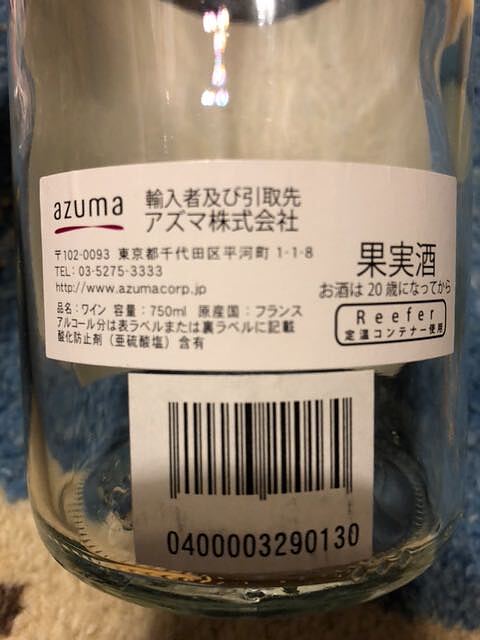 azuma
輸入者及び引取先
アズマ株式会社
〒102-0093 東京都千代田区平河町 1-1-8
TEL: 03-5275-3333
http://www.azumacorp.jp
品名:ワイン 容量:750ml 原産国:フランス
アルコール分は表ラベルまたは裏ラベルに記載
酸化防止剤(亜硫酸塩)含有
果実酒
お酒は20歳になってから
Reefer
定温コンテナー使用
0400003290130